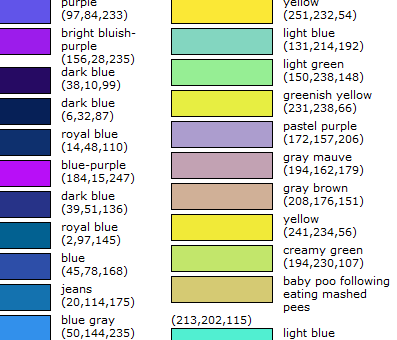 purple
(97,84,233)
bright bluish-
purple
(156,28,235)
dark blue
(38,10,99)
dark blue
(6,32,87)
royal blue
(14,48,110)
blue-purple
(184,15,247)
dark blue
(39,51,136)
royal blue
(2,97,145)
blue
(45,78,168)
jeans
(20,114,175)
blue gray
(50,144,235)
yellow
(251,232,54)
light blue
(131,214,192)
light green
(150,238,148)
greenish yellow
(231,238,66)
pastel purple
(172,157,206)
gray mauve
(194,162,179)
gray brown
(208,176,151)
yellow
(241,234,56)
creamy green
(194,230,107)
baby poo following
eating mashed
pees
(213,202,115)
light blue